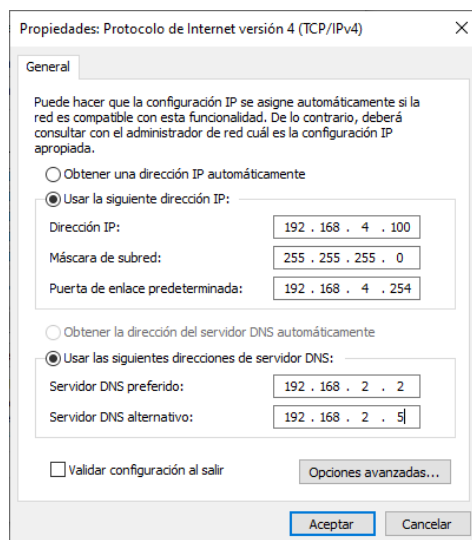 Propiedades: Protocolo de Internet versión 4 (TCP/IPv4)
General
Puede hacer que la configuración IP se asigne automáticamente si la
red es compatible con esta funcionalidad. De lo contrario, deberá
consultar con el administrador de red cuál es la configuración IP
apropiada.
Obtener una dirección IP automáticamente
Usar la siguiente dirección IP:
Dirección IP: 192 . 168 . 4 . 100
Máscara de subred: 255 . 255 . 255 . 0
Puerta de enlace predeterminada: 192 . 168 . 4 . 254
Obtener la dirección del servidor DNS automáticamente
Usar las siguientes direcciones de servidor DNS:
Servidor DNS preferido: 192 . 168 . 2 . 2
Servidor DNS alternativo: 192 . 168 . 2 . 5
Validar configuración al salir Opciones avanzadas...
Aceptar Cancelar